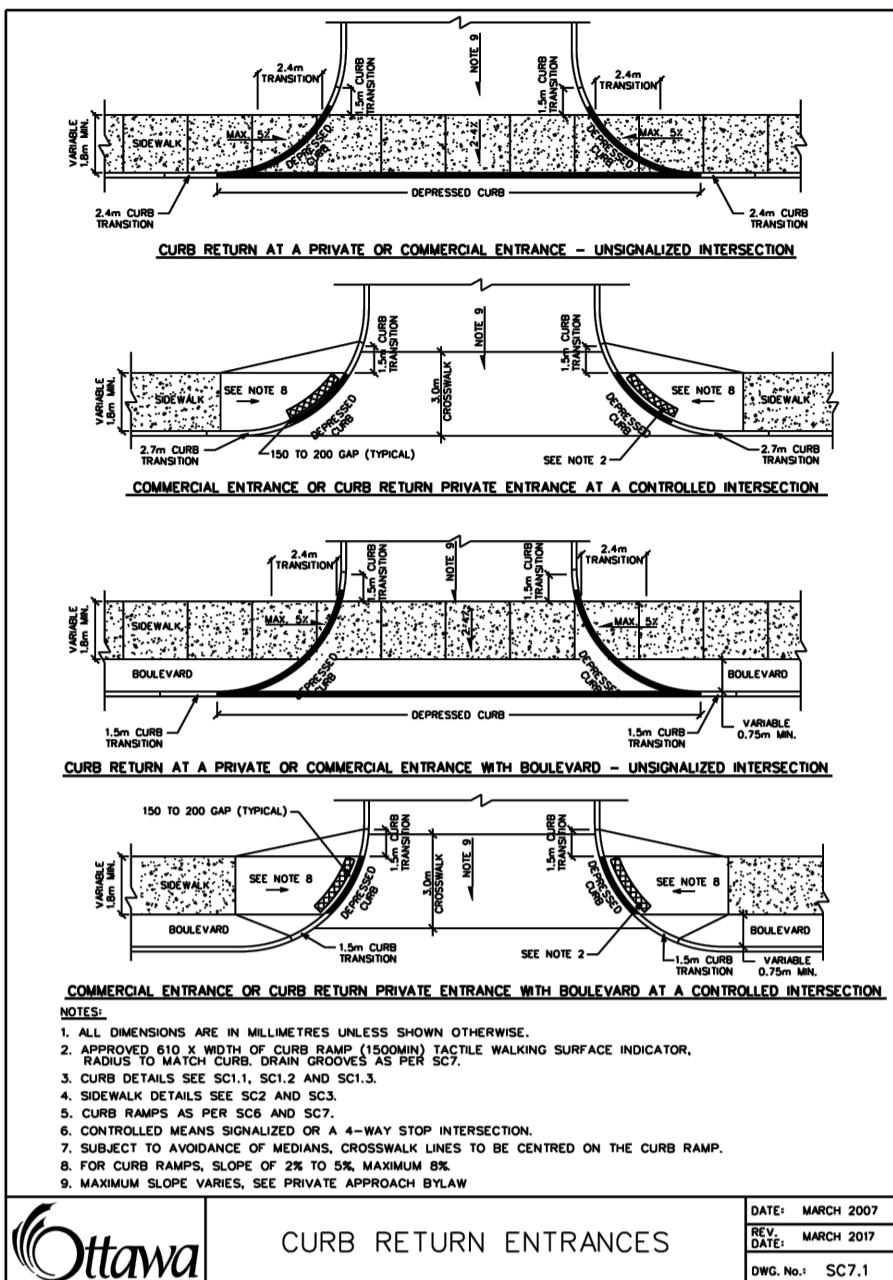 2.4m
TRANSITION
1.5m CURB
TRANSITION
NOTE 9
1.5m CURB
TRANSITION
2.4m
TRANSITION
VARIABLE
1.8m MIN.
SIDEWALK
MAX. 5%
DEPRESSED
CURB
2-4%
DEPRESSED
CURB
MAX. 5%
DEPRESSED CURB
2.4m CURB
TRANSITION
2.4m CURB
TRANSITION
CURB RETURN AT A PRIVATE OR COMMERCIAL ENTRANCE - UNSIGNALIZED INTERSECTION
1.5m CURB
TRANSITION
NOTE 9
1.5m CURB
TRANSITION
VARIABLE
1.8m MIN.
SIDEWALK
SEE NOTE 8
DEPRESSED
CURB
3.0m
CROSSWALK
DEPRESSED
CURB
SEE NOTE 8
SIDEWALK
2.7m CURB
TRANSITION
150 TO 200 GAP (TYPICAL)
SEE NOTE 2
2.7m CURB
TRANSITION
COMMERCIAL ENTRANCE OR CURB RETURN PRIVATE ENTRANCE AT A CONTROLLED INTERSECTION
2.4m
TRANSITION
1.5m CURB
TRANSITION
NOTE 9
1.5m CURB
TRANSITION
2.4m
TRANSITION
VARIABLE
1.8m MIN.
SIDEWALK
MAX. 5%
2-4%
MAX. 5%
BOULEVARD
DEPRESSED
CURB
DEPRESSED
CURB
BOULEVARD
DEPRESSED CURB
1.5m CURB
TRANSITION
1.5m CURB
TRANSITION
VARIABLE
0.75m MIN.
CURB RETURN AT A PRIVATE OR COMMERCIAL ENTRANCE WITH BOULEVARD - UNSIGNALIZED INTERSECTION
150 TO 200 GAP (TYPICAL)
1.5m CURB
TRANSITION
3.0m
CROSSWALK
NOTE 9
1.5m CURB
TRANSITION
VARIABLE
1.8m MIN.
SIDEWALK
SEE NOTE 8
DEPRESSED
CURB
DEPRESSED
CURB
SEE NOTE 8
SIDEWALK
BOULEVARD
1.5m CURB
TRANSITION
SEE NOTE 2
1.5m CURB
TRANSITION
BOULEVARD
VARIABLE
0.75m MIN.
COMMERCIAL ENTRANCE OR CURB RETURN PRIVATE ENTRANCE WITH BOULEVARD AT A CONTROLLED INTERSECTION
NOTES:
1. ALL DIMENSIONS ARE IN MILLIMETRES UNLESS SHOWN OTHERWISE.
2. APPROVED 610 X WIDTH OF CURB RAMP (1500MIN) TACTILE WALKING SURFACE INDICATOR,
RADIUS TO MATCH CURB. DRAIN GROOVES AS PER SC7.
3. CURB DETAILS SEE SC1.1, SC1.2 AND SC1.3.
4. SIDEWALK DETAILS SEE SC2 AND SC3.
5. CURB RAMPS AS PER SC6 AND SC7.
6. CONTROLLED MEANS SIGNALIZED OR A 4-WAY STOP INTERSECTION.
7. SUBJECT TO AVOIDANCE OF MEDIANS, CROSSWALK LINES TO BE CENTRED ON THE CURB RAMP.
8. FOR CURB RAMPS, SLOPE OF 2% TO 5%, MAXIMUM 8%.
9. MAXIMUM SLOPE VARIES, SEE PRIVATE APPROACH BYLAW
Ottawa
CURB RETURN ENTRANCES
DATE: MARCH 2007
REV.
DATE: MARCH 2017
DWG. No.: SC7.1